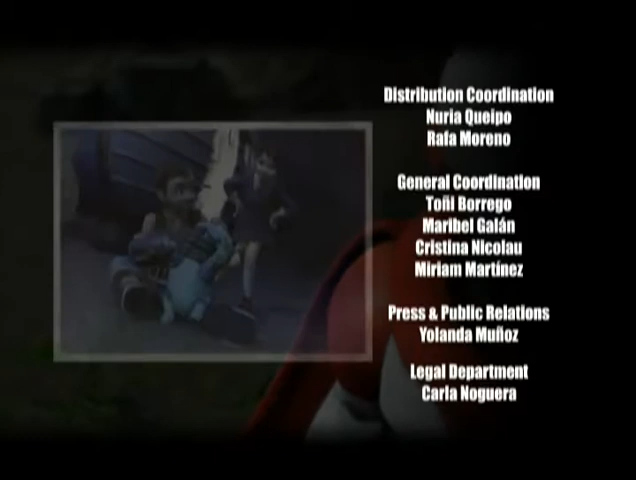 Distribution Coordination
Nuria Queipo
Rafa Moreno
General Coordination
Toñi Borrego
Maribel Galán
Cristina Nicolau
Miriam Martínez
Press & Public Relations
Yolanda Muñoz
Legal Department
Carla Noguera